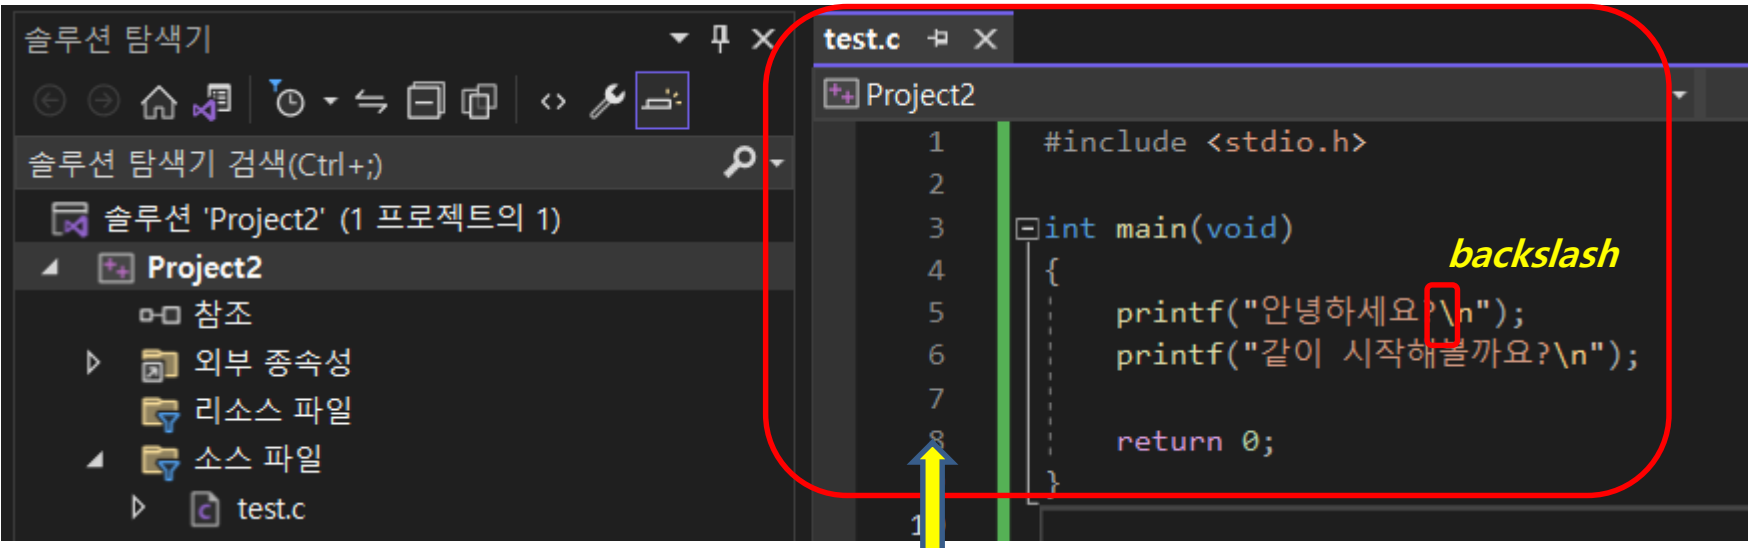 솔루션 탐색기
솔루션 탐색기 검색(Ctrl+;)
솔루션 'Project2' (1 프로젝트의 1)
Project2
참조
외부 종속성
리소스 파일
소스 파일
test.c
test.c
Project2
1 #include <stdio.h>
2
3 int main(void)
4 {
backslash
5 printf("안녕하세요?\n");
6 printf("같이 시작해볼까요?\n");
7
8 return 0;
}